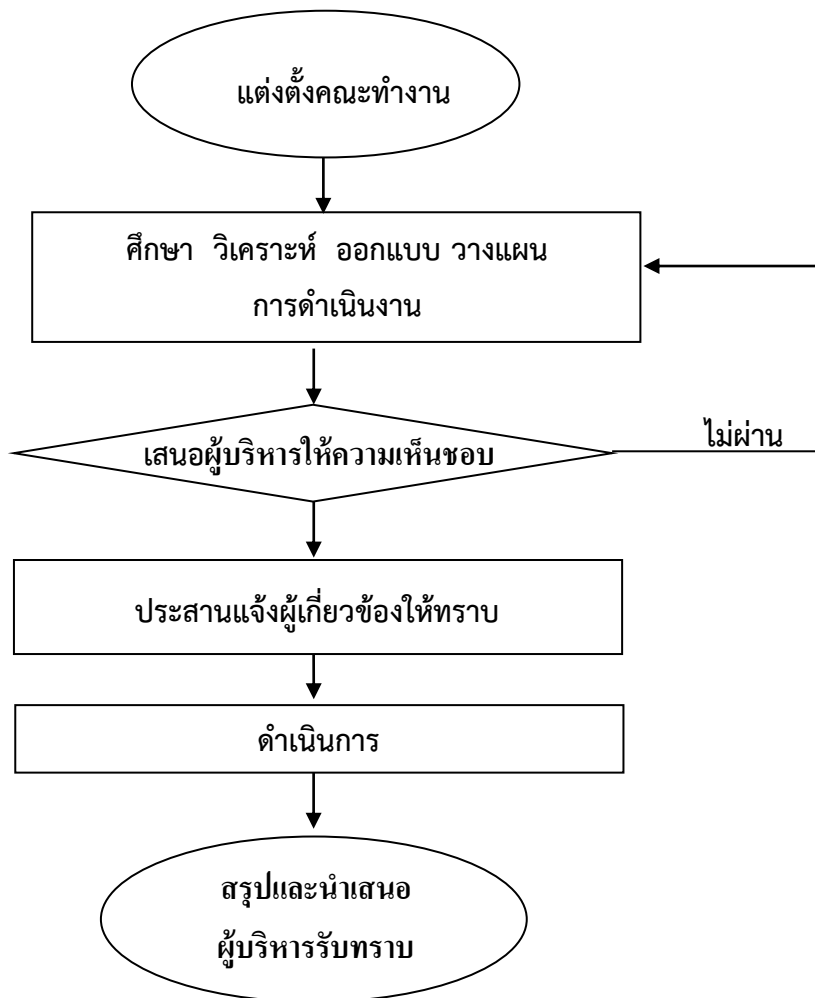 แต่งตั้งคณะทำงาน
ศึกษา วิเคราะห์ ออกแบบ วางแผน
การดำเนินงาน
เสนอผู้บริหารให้ความเห็นชอบ
ไม่ผ่าน
ประสานแจ้งผู้เกี่ยวข้องให้ทราบ
ดำเนินการ
สรุปและนำเสนอ
ผู้บริหารรับทราบ